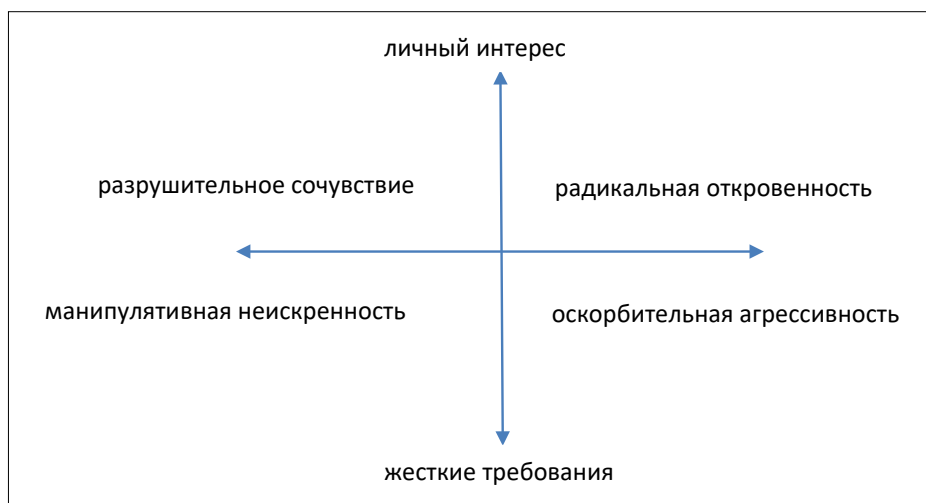 личный интерес
разрушительное сочувствие
радикальная откровенность
манипулятивная неискренность
оскорбительная агрессивность
жесткие требования